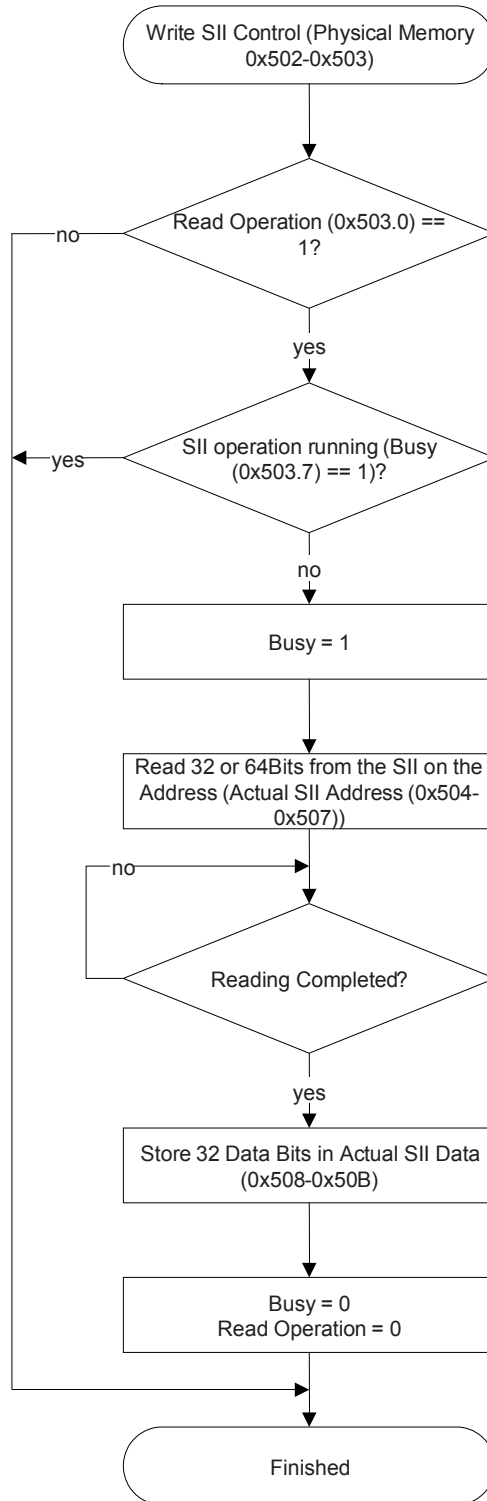 Write SII Control (Physical Memory
0x502-0x503)
Read Operation (0x503.0) ==
1?
no
yes
SII operation running (Busy
(0x503.7) == 1)?
yes
no
Busy = 1
Read 32 or 64Bits from the SII on the
Address (Actual SII Address (0x504-
0x507))
no
Reading Completed?
yes
Store 32 Data Bits in Actual SII Data
(0x508-0x50B)
Busy = 0
Read Operation = 0
Finished